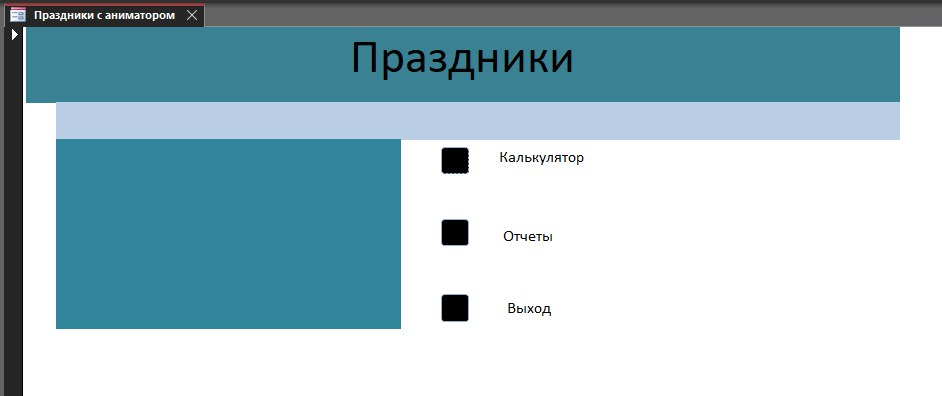 Праздники с аниматором
Праздники
Калькулятор
Отчеты
Выход